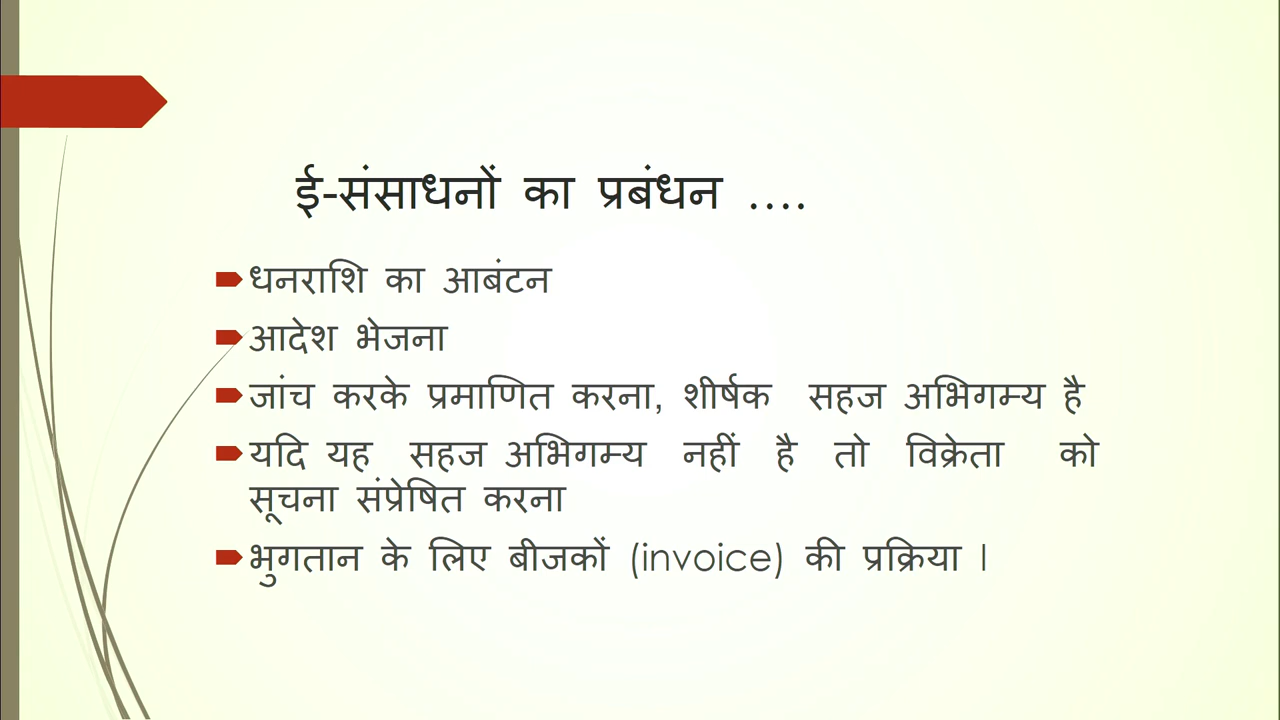 ई-संसाधनों का प्रबंधन ....
धनराशि का आबंटन
आदेश भेजना
जांच करके प्रमाणित करना, शीर्षक सहज अभिगम्य है
यदि यह सहज अभिगम्य नहीं है तो विक्रेता को
सूचना संप्रेषित करना
भुगतान के लिए बीजकों (invoice) की प्रक्रिया ।